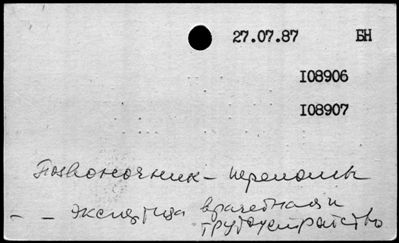 27.07.87 БН
I08906
I08907
Позвоночник - переломы
- - экспертиза врачебная и
трудоустройство